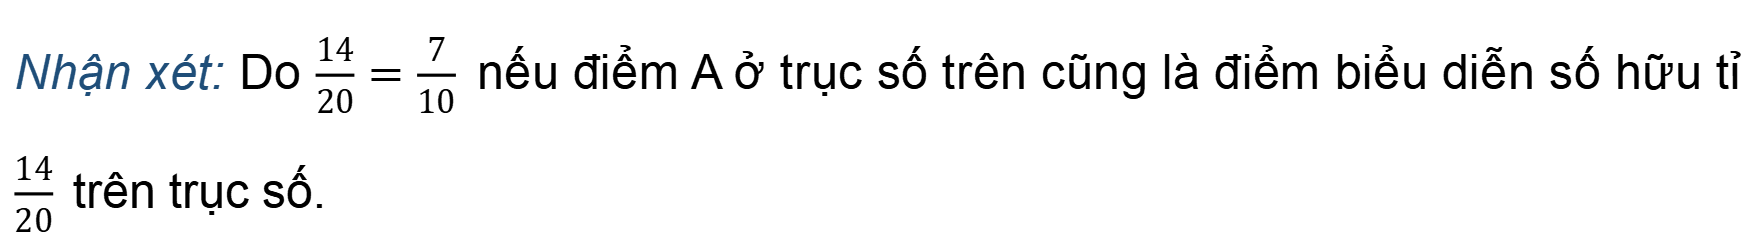 Nhận xét: Do 14/20 = 7/10 nếu điểm A ở trục số trên cũng là điểm biểu diễn số hữu tỉ
14/20 trên trục số.